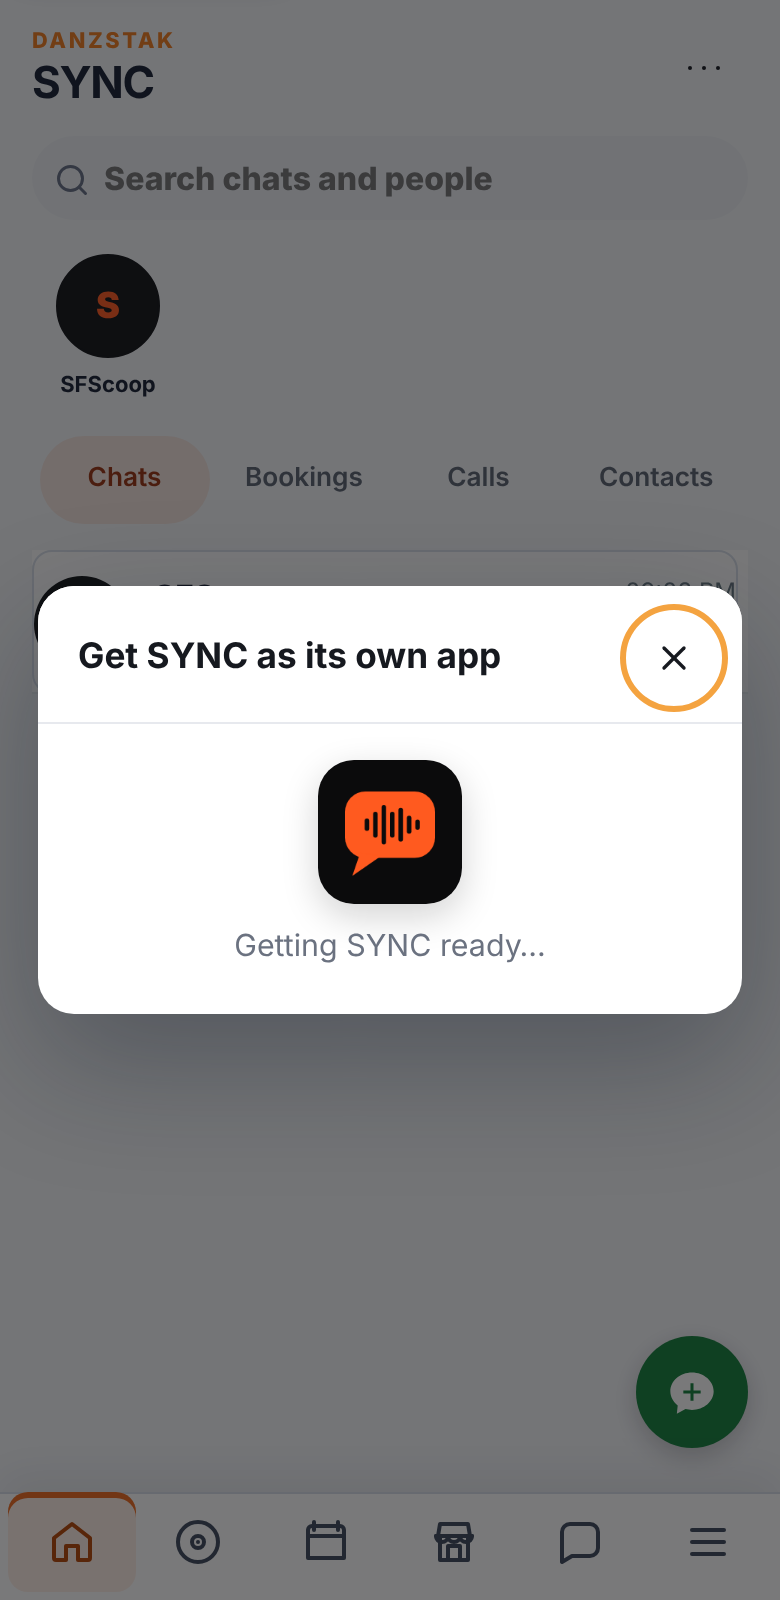 DANZSTAK
SYNC
Search chats and people
S
SFScoop
Chats
Bookings
Calls
Contacts
Get SYNC as its own app
Getting SYNC ready...